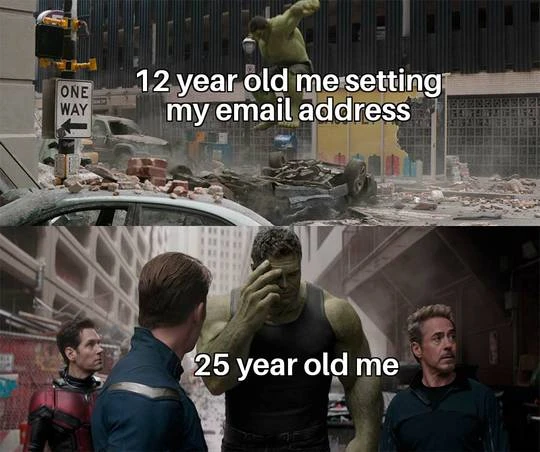 12 year old me setting
my email address
ONE
WAY
25 year old me